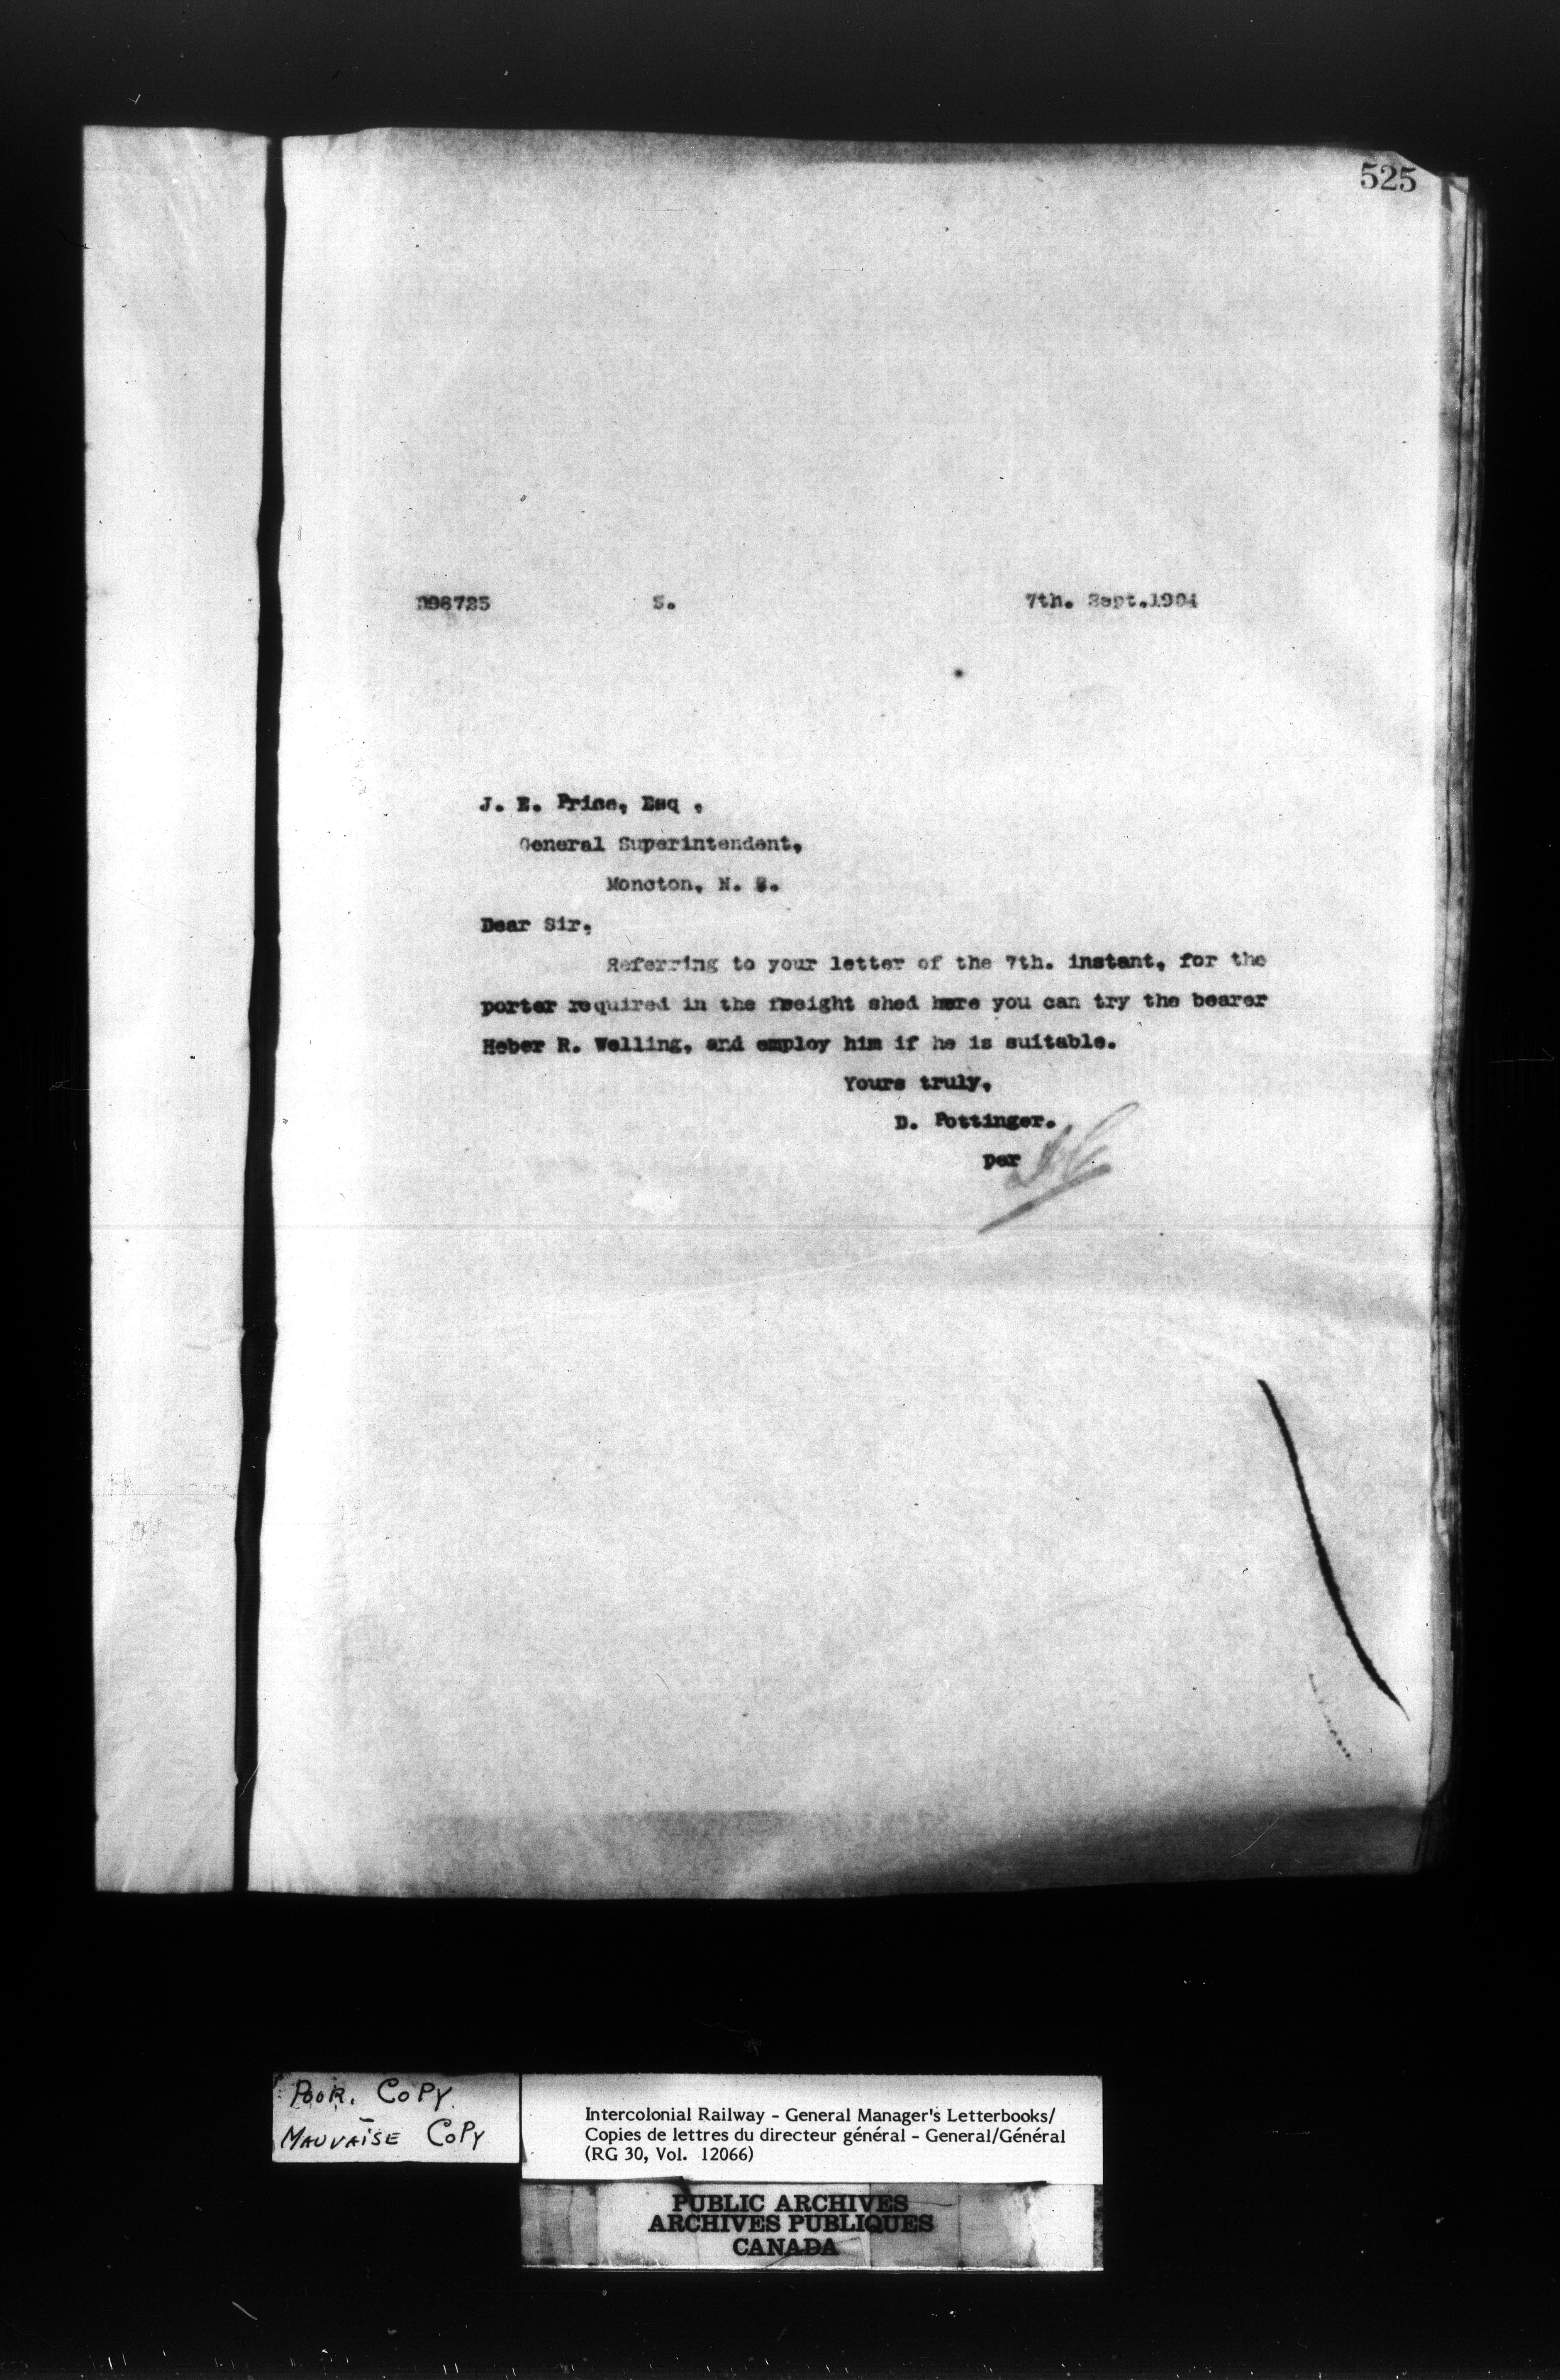 525
S. 7th. Sept.1904
J. E. Price, Esq ,
General Superintendent,
Moncton, N. B.
Dear Sir,
Referring to your letter of the 7th. instant, for the
porter required in the freight shed here you can try the bearer
Heber R. Welling, and employ him if he is suitable.
Yours truly,
D. Pottinger.
per
POOR. COPY.
MAUVAISE COPY
Intercolonial Railway - General Manager's Letterbooks/
Copies de lettres du directeur général - General/Général
(RG 30, Vol. 12066)
PUBLIC ARCHIVES
ARCHIVES PUBLIQUES
CANADA